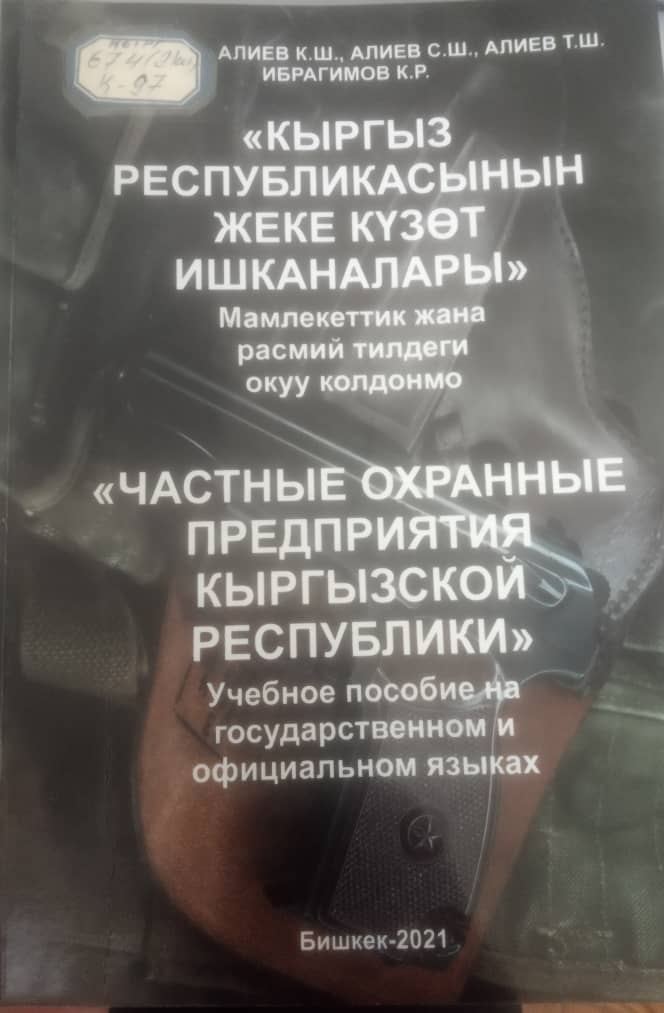 АЛИЕВ К.Ш., АЛИЕВ С.Ш., АЛИЕВ Т.Ш.
ИБРАГИМОВ К.Р.
«КЫРГЫЗ
РЕСПУБЛИКАСЫНЫН
ЖЕКЕ КҮЗӨТ
ИШКАНАЛАРЫ»
Мамлекеттик жана
расмий тилдеги
окуу колдонмо
«ЧАСТНЫЕ ОХРАННЫЕ
ПРЕДПРИЯТИЯ
КЫРГЫЗСКОЙ
РЕСПУБЛИКИ»
Учебное пособие на
государственном и
официальном языках
Бишкек-2021
К-97